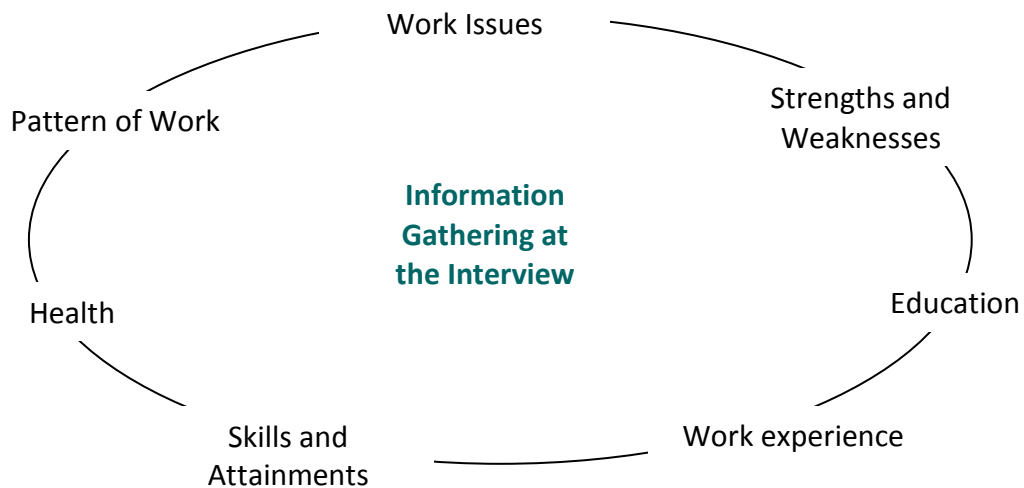 Work Issues
Strengths and
Weaknesses
Pattern of Work
Information
Gathering at
the Interview
Health
Education
Skills and
Attainments
Work experience